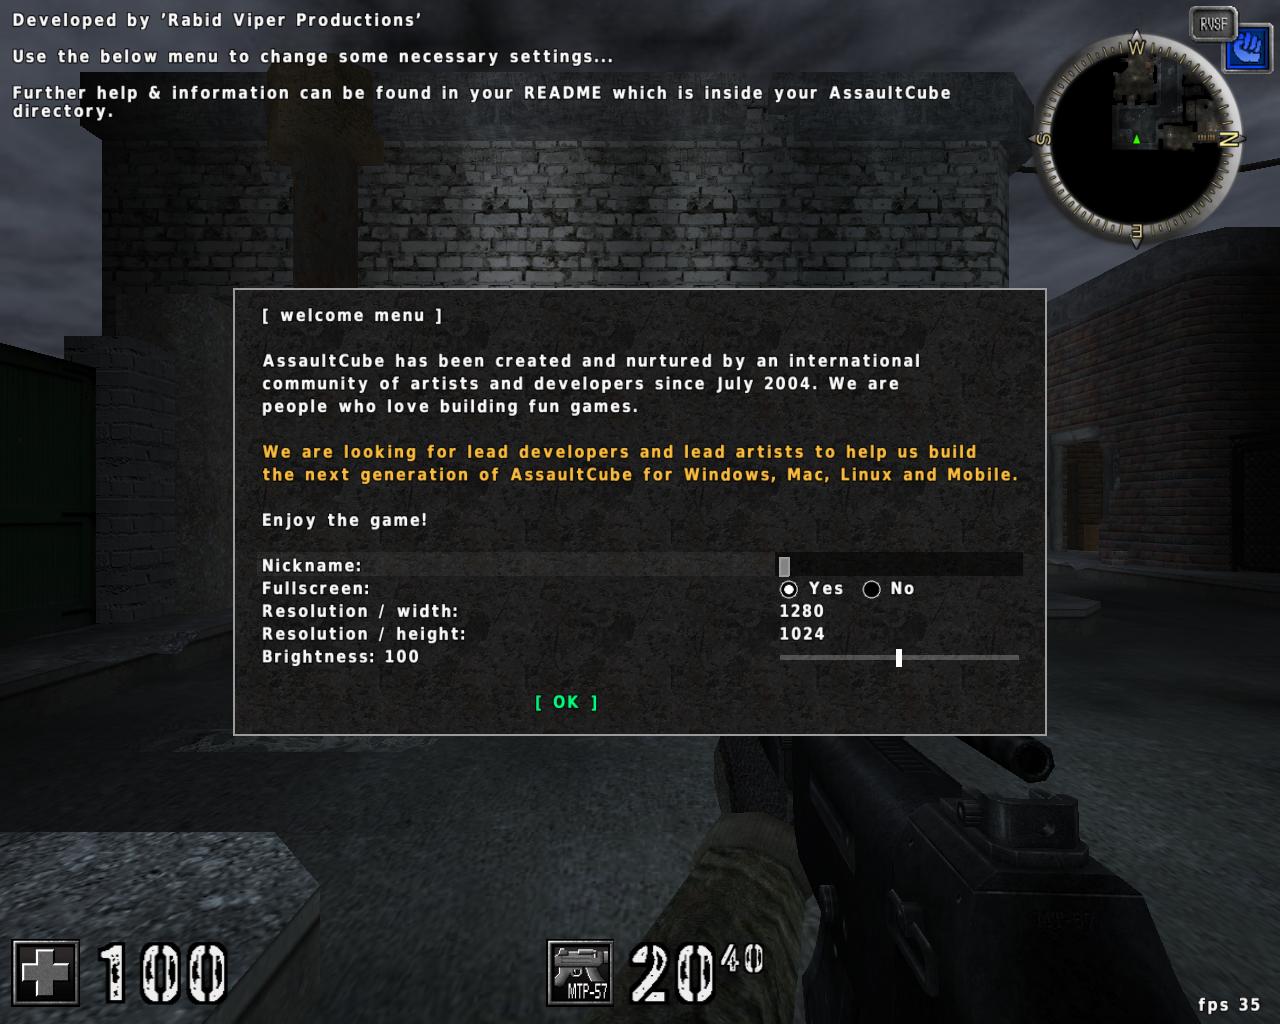 Developed by 'Rabid Viper Productions'
Use the below menu to change some necessary settings...
Further help & information can be found in your README which is inside your AssaultCube
directory.
RVSF
W
S
N
E
[ welcome menu ]
AssaultCube has been created and nurtured by an international
community of artists and developers since July 2004. We are
people who love building fun games.
We are looking for lead developers and lead artists to help us build
the next generation of AssaultCube for Windows, Mac, Linux and Mobile.
Enjoy the game!
Nickname:
Fullscreen: Yes No
Resolution / width: 1280
Resolution / height: 1024
Brightness: 100
[ OK ]
MTP-57
100
MTP-57
20 40
fps 35